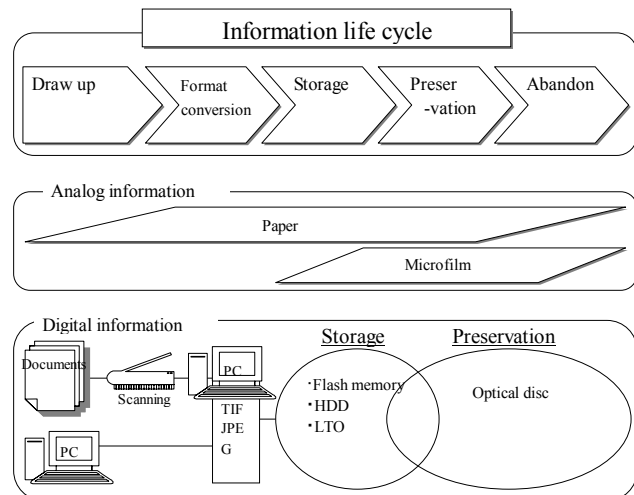 Information life cycle
Draw up
Format
conversion
Storage
Preser
-vation
Abandon
Analog information
Paper
Microfilm
Digital information
Storage
Preservation
Documents
Scanning
PC
TIF
JPE
G
PC
・Flash memory
・HDD
・LTO
Optical disc